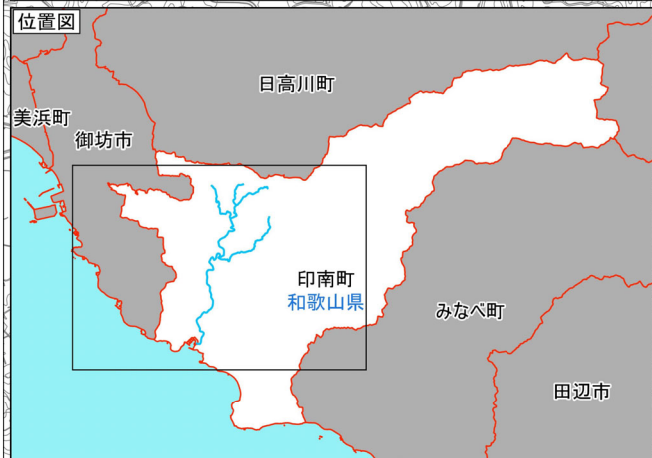 位置図
日高川町
美浜町
御坊市
印南町
和歌山県
みなべ町
田辺市